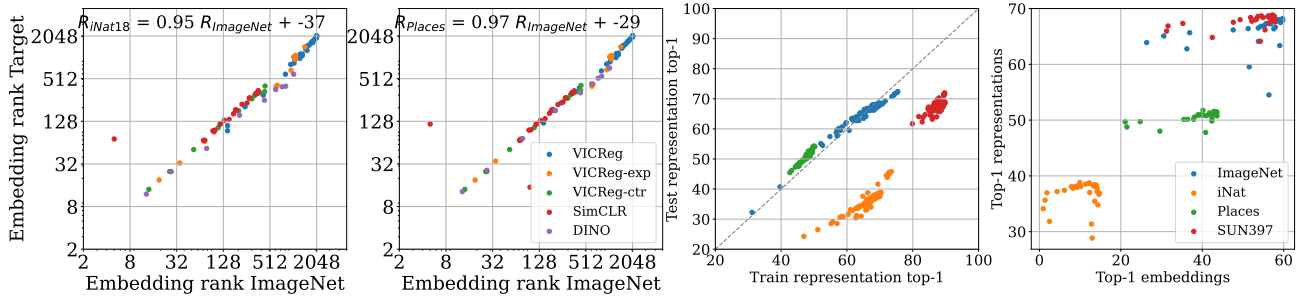 R_iNat18 = 0.95 R_ImageNet + -37
Embedding rank Target
2048
512
128
32
8
2
2 8 32 128 512 2048
Embedding rank ImageNet
R_Places = 0.97 R_ImageNet + -29
2048
512
128
32
8
2
2 8 32 128 512 2048
Embedding rank ImageNet
VICReg
VICReg-exp
VICReg-ctr
SimCLR
DINO
Test representation top-1
100
90
80
70
60
50
40
30
20
20 40 60 80 100
Train representation top-1
Top-1 representations
70
60
50
40
30
0 20 40 60
Top-1 embeddings
ImageNet
iNat
Places
SUN397